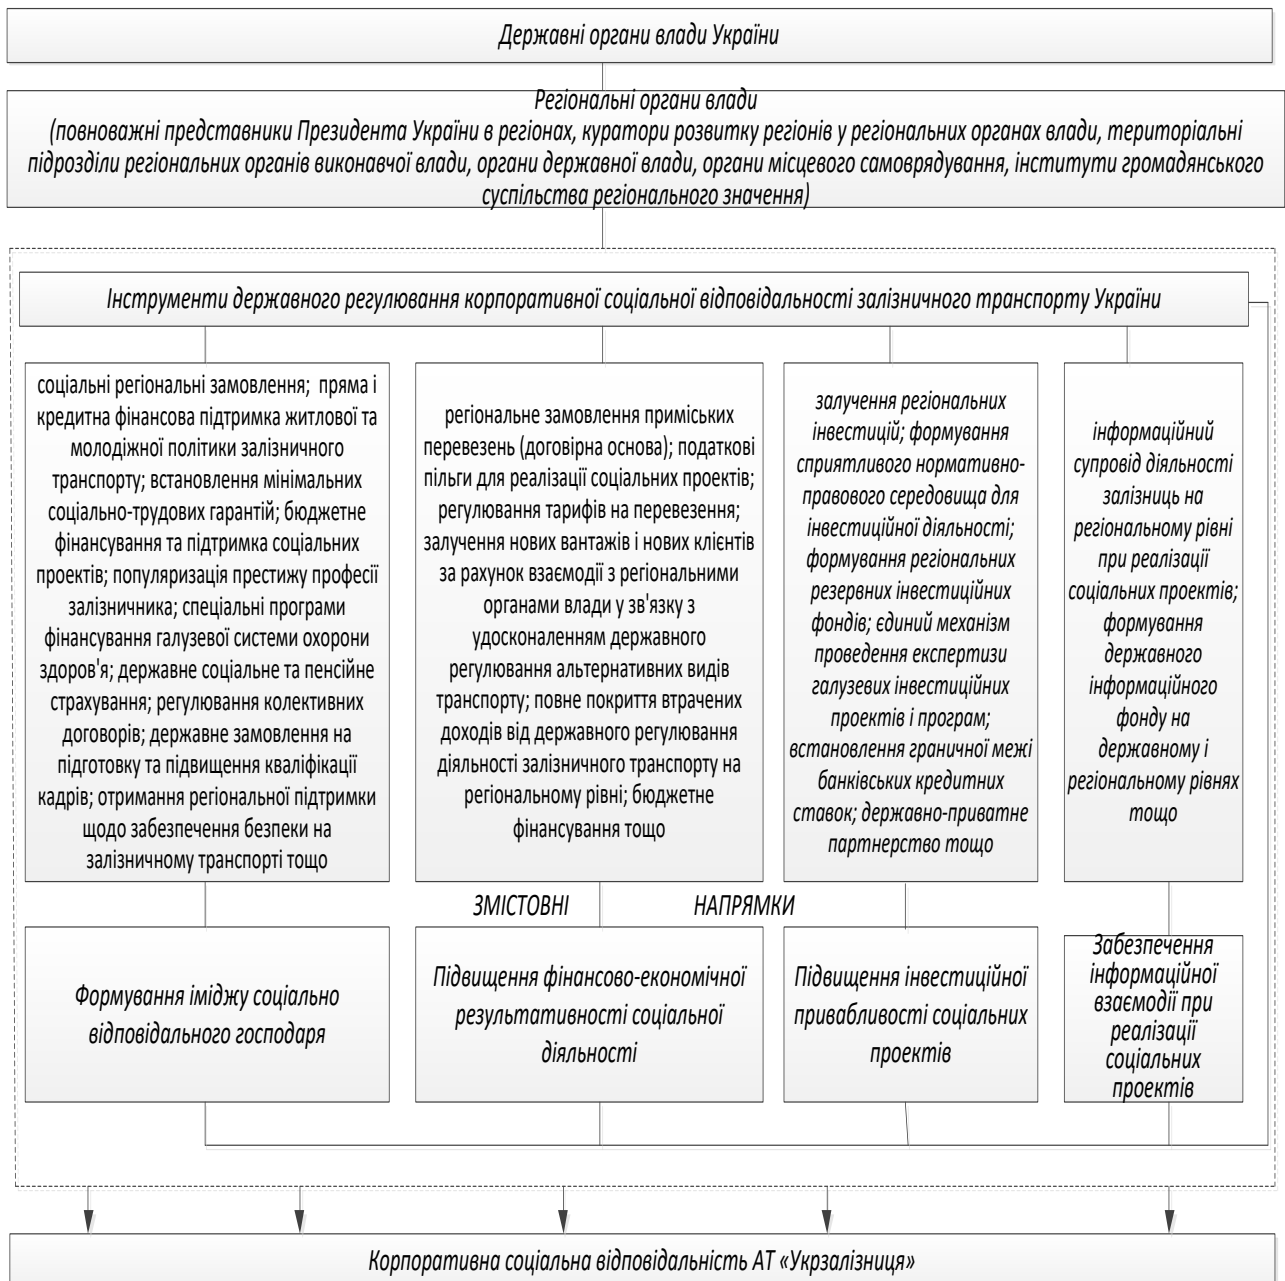 Державні органи влади України
Регіональні органи влади
(повноважні представники Президента України в регіонах, куратори розвитку регіонів у регіональних органах влади, територіальні
підрозділи регіональних органів виконавчої влади, органи державної влади, органи місцевого самоврядування, інститути громадянського
суспільства регіонального значення)
Інструменти державного регулювання корпоративної соціальної відповідальності залізничного транспорту України
соціальні регіональні замовлення; пряма і
кредитна фінансова підтримка житлової та
молодіжної політики залізничного
транспорту; встановлення мінімальних
соціально-трудових гарантій; бюджетне
фінансування та підтримка соціальних
проектів; популяризація престижу професії
залізничника; спеціальні програми
фінансування галузевої системи охорони
здоров'я; державне соціальне та пенсійне
страхування; регулювання колективних
договорів; державне замовлення на
підготовку та підвищення кваліфікації
кадрів; отримання регіональної підтримки
щодо забезпечення безпеки на
залізничному транспорті тощо
регіональне замовлення приміських
перевезень (договірна основа); податкові
пільги для реалізації соціальних проектів;
регулювання тарифів на перевезення;
залучення нових вантажів і нових клієнтів
за рахунок взаємодії з регіональними
органами влади у зв'язку з
удосконаленням державного
регулювання альтернативних видів
транспорту; повне покриття втрачених
доходів від державного регулювання
діяльності залізничного транспорту на
регіональному рівні; бюджетне
фінансування тощо
залучення регіональних
інвестицій; формування
сприятливого нормативно-
правового середовища для
інвестиційної діяльності;
формування регіональних
резервних інвестиційних
фондів; єдиний механізм
проведення експертизи
галузевих інвестиційних
проектів і програм;
встановлення граничної межі
банківських кредитних
ставок; державно-приватне
партнерство тощо
інформаційний
супровід діяльності
залізниць на
регіональному рівні
при реалізації
соціальних проектів;
формування
державного
інформаційного
фонду на
державному і
регіональному рівнях
тощо
ЗМІСТОВНІ НАПРЯМКИ
Формування іміджу соціально
відповідального господаря
Підвищення фінансово-економічної
результативності соціальної
діяльності
Підвищення інвестиційної
привабливості соціальних
проектів
Забезпечення
інформаційної
взаємодії при
реалізації
соціальних
проектів
Корпоративна соціальна відповідальність АТ «Укрзалізниця»